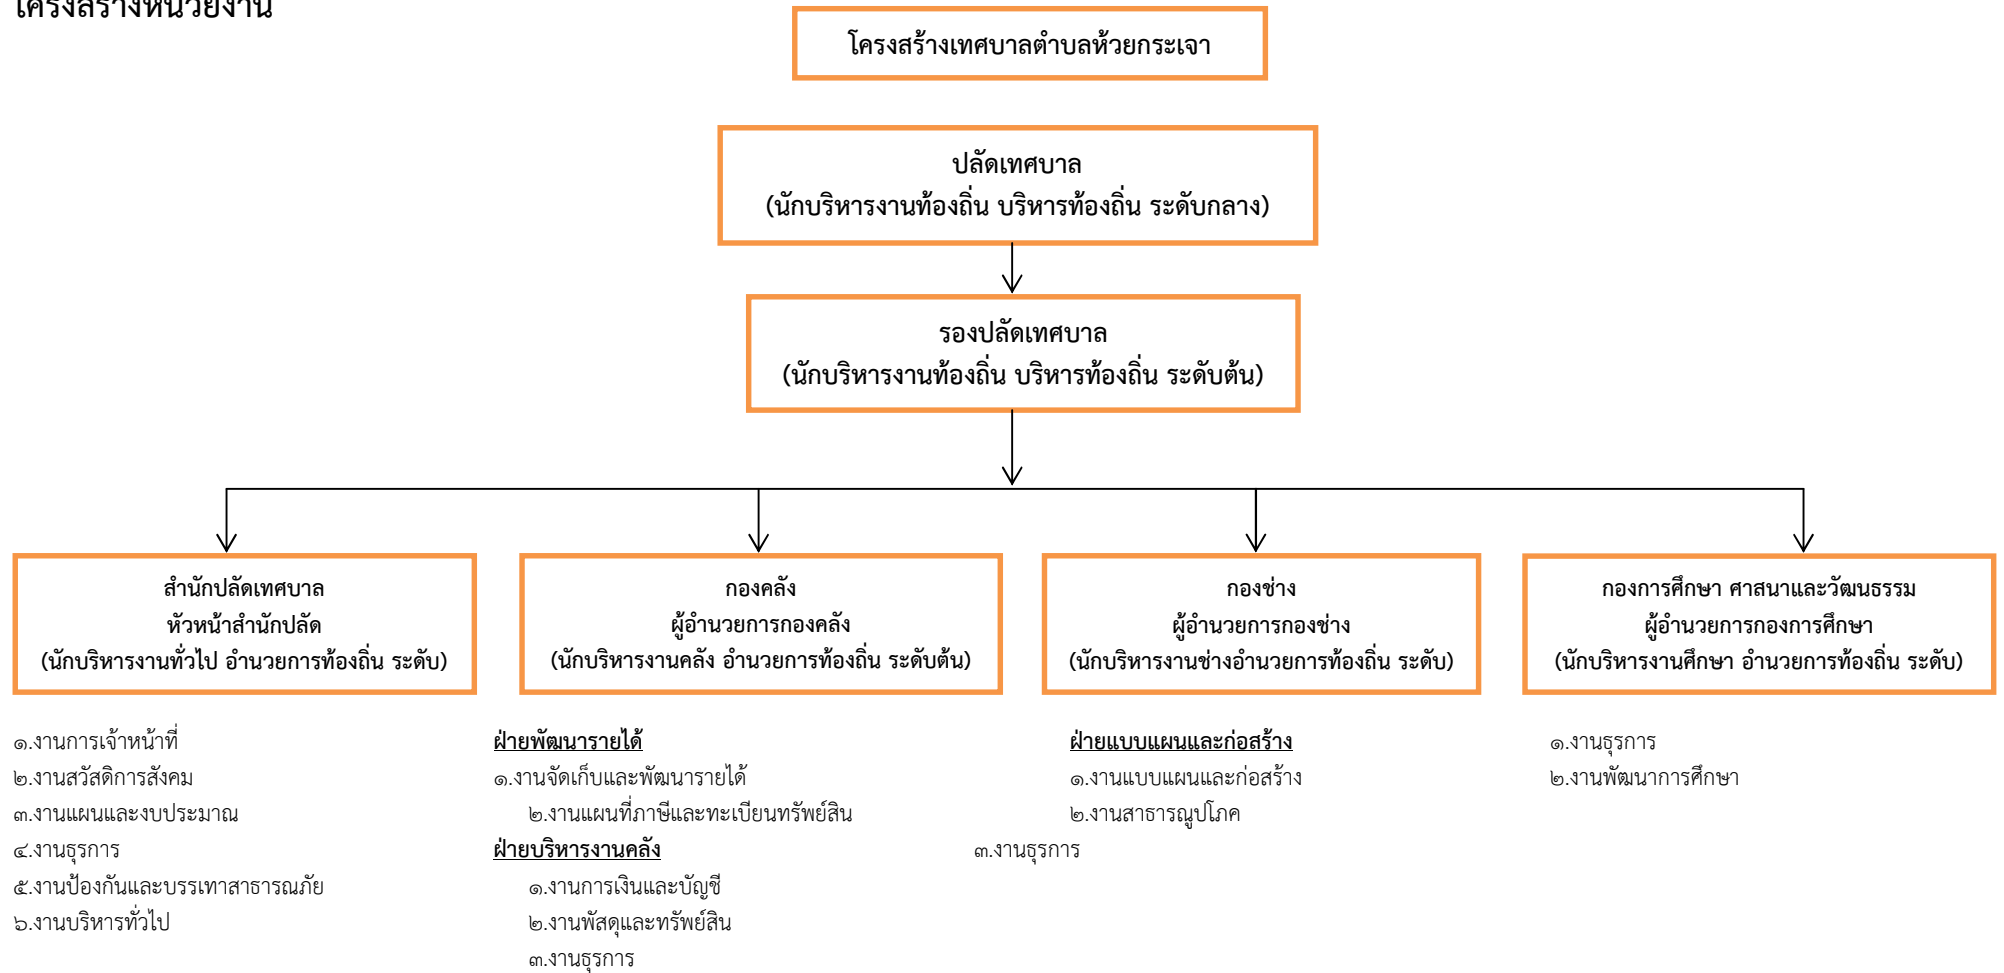 โครงสร้างหน่วยงาน
โครงสร้างเทศบาลตำบลห้วยกระเจา
ปลัดเทศบาล
(นักบริหารงานท้องถิ่น บริหารท้องถิ่น ระดับกลาง)
รองปลัดเทศบาล
(นักบริหารงานท้องถิ่น บริหารท้องถิ่น ระดับต้น)
สำนักปลัดเทศบาล
หัวหน้าสำนักปลัด
(นักบริหารงานทั่วไป อำนวยการท้องถิ่น ระดับ)
กองคลัง
ผู้อำนวยการกองคลัง
(นักบริหารงานคลัง อำนวยการท้องถิ่น ระดับต้น)
กองช่าง
ผู้อำนวยการกองช่าง
(นักบริหารงานช่างอำนวยการท้องถิ่น ระดับ)
กองการศึกษา ศาสนาและวัฒนธรรม
ผู้อำนวยการกองการศึกษา
(นักบริหารงานศึกษา อำนวยการท้องถิ่น ระดับ)
๑.งานการเจ้าหน้าที่
๒.งานสวัสดิการสังคม
๓.งานแผนและงบประมาณ
๔.งานธุรการ
๕.งานป้องกันและบรรเทาสาธารณภัย
๖.งานบริหารทั่วไป
ฝ่ายพัฒนารายได้
๑.งานจัดเก็บและพัฒนารายได้
๒.งานแผนที่ภาษีและทะเบียนทรัพย์สิน
ฝ่ายบริหารงานคลัง
๑.งานการเงินและบัญชี
๒.งานพัสดุและทรัพย์สิน
๓.งานธุรการ
ฝ่ายแบบแผนและก่อสร้าง
๑.งานแบบแผนและก่อสร้าง
๒.งานสาธารณูปโภค
๓.งานธุรการ
๑.งานธุรการ
๒.งานพัฒนาการศึกษา